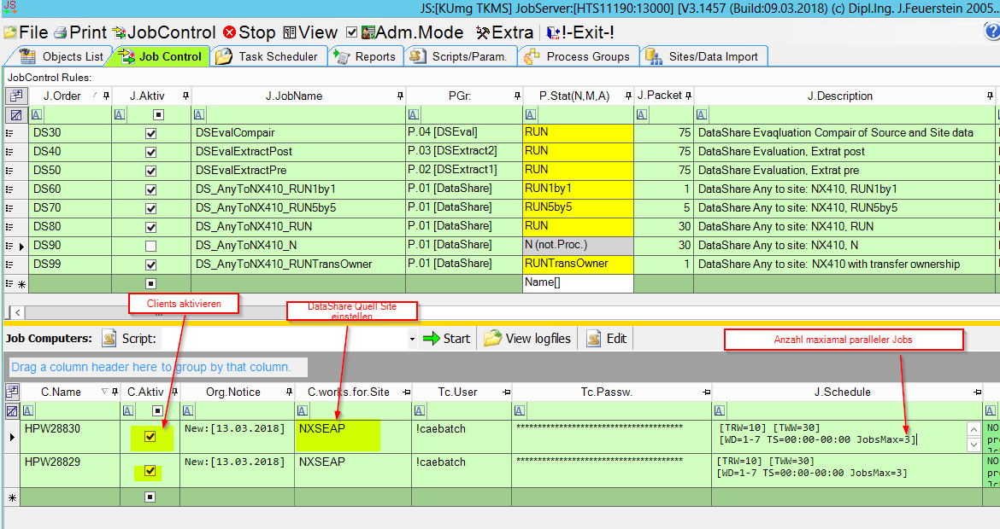 JS:[KUmg TKMS] JobServer:[HTS11190:13000] [V3.1457 (Build:09.03.2018) (c) Dipl.Ing. J.Feuerstein 2005...
File Print JobControl Stop View Adm.Mode Extra !-Exit-!
Objects List Job Control Task Scheduler Reports Scripts/Param. Process Groups Sites/Data Import
JobControl Rules:
J.Order J.Aktiv J.JobName PGr: P.Stat(N,M,A) J.Packet J.Description
DS30 DSEvalCompair P.04 [DSEval] RUN 75 DataShare Evaqluation Compair of Source and Site data
DS40 DSEvalExtractPost P.03 [DSExtract2] RUN 75 DataShare Evaluation, Extrat post
DS50 DSEvalExtractPre P.02 [DSExtract1] RUN 75 DataShare Evaluation, Extrat pre
DS60 DS_AnyToNX410_RUN1by1 P.01 [DataShare] RUN1by1 1 DataShare Any to site: NX410, RUN1by1
DS70 DS_AnyToNX410_RUN5by5 P.01 [DataShare] RUN5by5 5 DataShare Any to site: NX410, RUN5by5
DS80 DS_AnyToNX410_RUN P.01 [DataShare] RUN 30 DataShare Any to site: NX410, RUN
DS90 DS_AnyToNX410_N P.01 [DataShare] N (not.Proc.) 30 DataShare Any to site: NX410, N
DS99 DS_AnyToNX410_RUNTransOwner P.01 [DataShare] RUNTransOwner 1 DataShare Any to site: NX410 with transfer ownership
Name[]
Clients aktivieren
DataShare Quell Site
einstellen
Anzahl maxiamal paralleler Jobs
Job Computers: Script: Start View logfiles Edit
Drag a column header here to group by that column.
C.Name C.Aktiv Org.Notice C.works.for.Site Tc.User Tc.Passw. J.Schedule
HPW28830 New:[13.03.2018] NXSEAP !caebatch *************************************** [TRW=10] [TWW=30]
[WD=1-7 TS=00:00-00:00 JobsMax=3]
HPW28829 New:[13.03.2018] NXSEAP !caebatch *************************************** [TRW=10] [TWW=30]
[WD=1-7 TS=00:00-00:00 JobsMax=3]